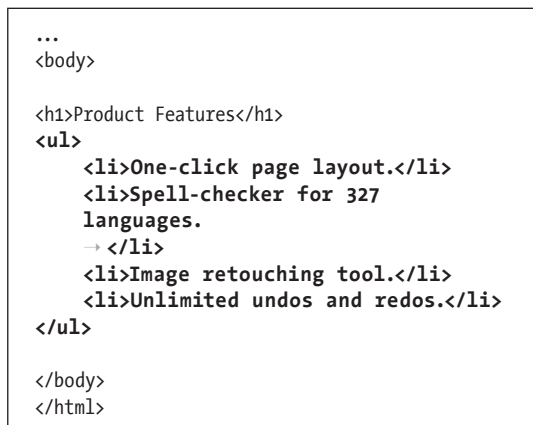 ...
<body>
<h1>Product Features</h1>
<ul>
<li>One-click page layout.</li>
<li>Spell-checker for 327
languages.
→ </li>
<li>Image retouching tool.</li>
<li>Unlimited undos and redos.</li>
</ul>
</body>
</html>